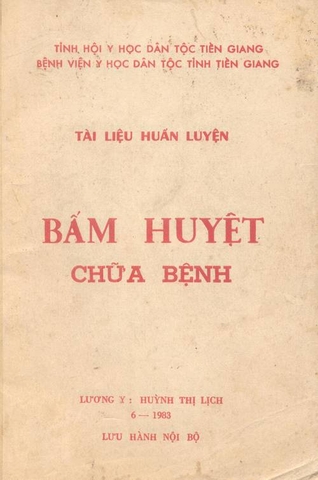 TỈNH HỘI Y HỌC DÂN TỘC TIỀN GIANG
BỆNH VIỆN Y HỌC DÂN TỘC TỈNH TIỀN GIANG
TÀI LIỆU HUẤN LUYỆN
BẤM HUYỆT
CHỮA BỆNH
LƯƠNG Y : HUỲNH THỊ LỊCH
6 — 1983
LƯU HÀNH NỘI BỘ